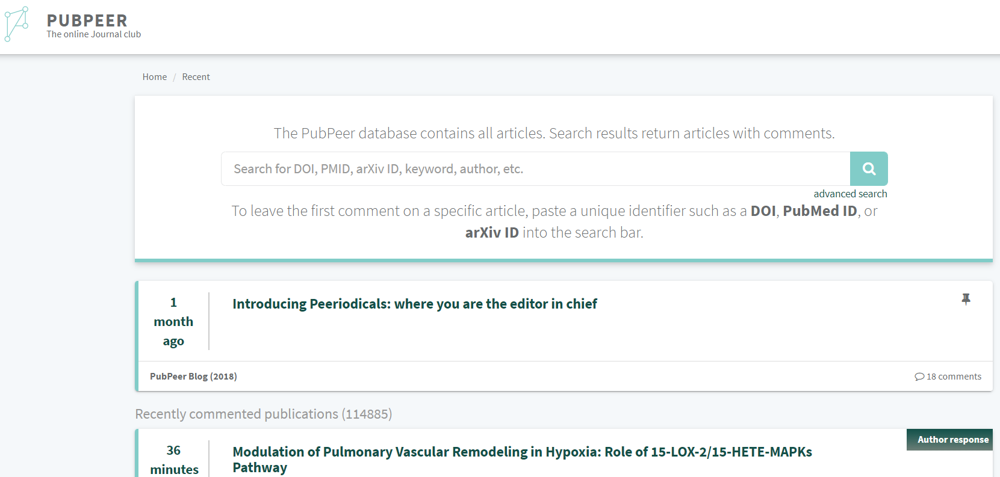 PUBPEER
The online Journal club
Home / Recent
The PubPeer database contains all articles. Search results return articles with comments.
Search for DOI, PMID, arXiv ID, keyword, author, etc.
advanced search
To leave the first comment on a specific article, paste a unique identifier such as a DOI, PubMed ID, or
arXiv ID into the search bar.
1
month
ago
Introducing Peeriodicals: where you are the editor in chief
PubPeer Blog (2018)
18 comments
Recently commented publications (114885)
Author response
36
minutes
Modulation of Pulmonary Vascular Remodeling in Hypoxia: Role of 15-LOX-2/15-HETE-MAPKs
Pathway